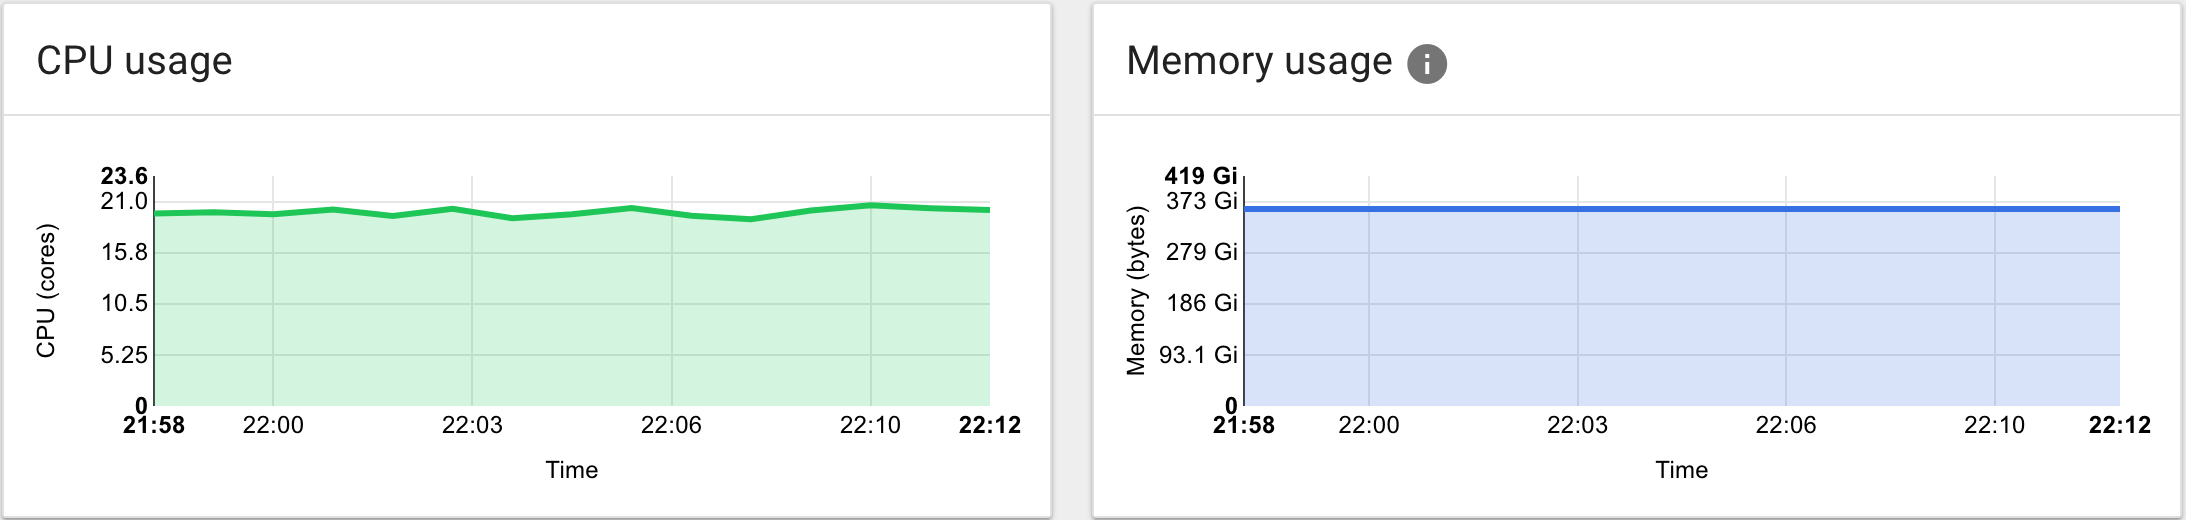 CPU usage
23.6
21.0
15.8
10.5
5.25
0
CPU (cores)
21:58 22:00 22:03 22:06 22:10 22:12
Time
Memory usage i
419 Gi
373 Gi
279 Gi
186 Gi
93.1 Gi
0
Memory (bytes)
21:58 22:00 22:03 22:06 22:10 22:12
Time